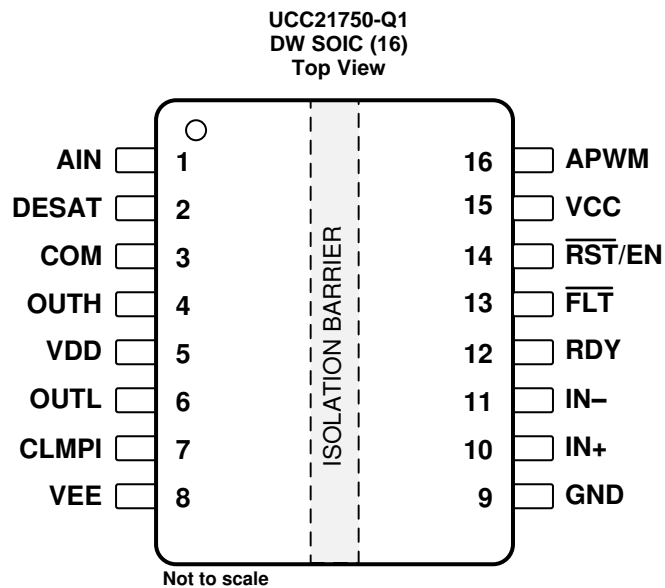 UCC21750-Q1
DW SOIC (16)
Top View
AIN 1 16 APWM
DESAT 2 15 VCC
COM 3 14 R̅S̅T̅/EN
OUTH 4 13 F̅L̅T̅
VDD 5 12 RDY
OUTL 6 11 IN–
CLMPI 7 10 IN+
VEE 8 9 GND
ISOLATION BARRIER
Not to scale